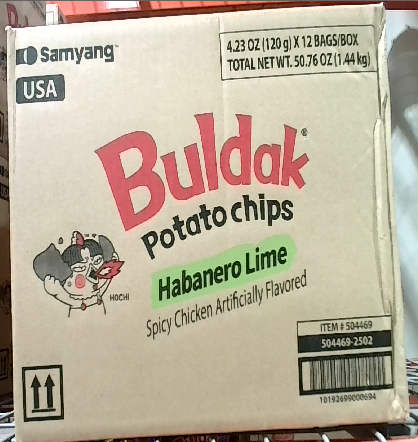 Samyang™
USA
4.23 OZ (120 g) X 12 BAGS/BOX
TOTAL NET WT. 50.76 OZ (1.44 kg)
Buldak®
Potato chips
Habanero Lime
Spicy Chicken Artificially Flavored
HOCHI
ITEM # 504469
504469-2502
10192699000694